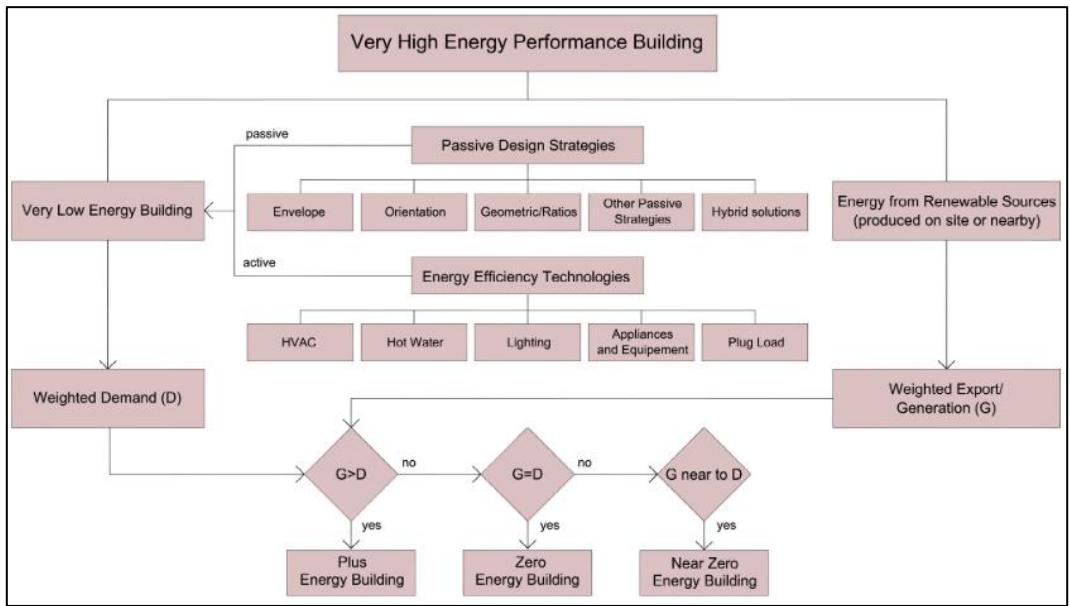 Very High Energy Performance Building
passive
Passive Design Strategies
Very Low Energy Building
Envelope
Orientation
Geometric/Ratios
Other Passive
Strategies
Hybrid solutions
Energy from Renewable Sources
(produced on site or nearby)
active
Energy Efficiency Technologies
HVAC
Hot Water
Lighting
Appliances
and Equipement
Plug Load
Weighted Demand (D)
Weighted Export/
Generation (G)
G>D
no
G=D
no
G near to D
yes
yes
yes
Plus
Energy Building
Zero
Energy Building
Near Zero
Energy Building